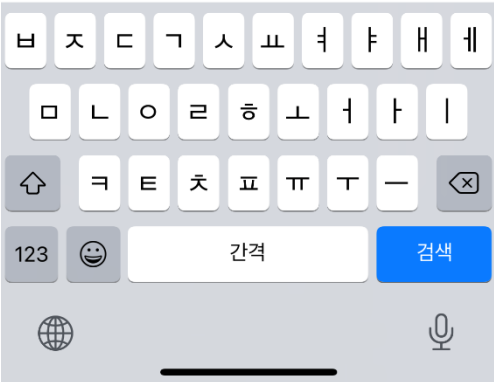 ㅂ ㅈ ㄷ ㄱ ㅅ ㅛ ㅕ ㅑ ㅐ ㅔ
ㅁ ㄴ ㅇ ㄹ ㅎ ㅗ ㅓ ㅏ ㅣ
ㅋ ㅌ ㅊ ㅍ ㅠ ㅜ ㅡ
123 간격 검색